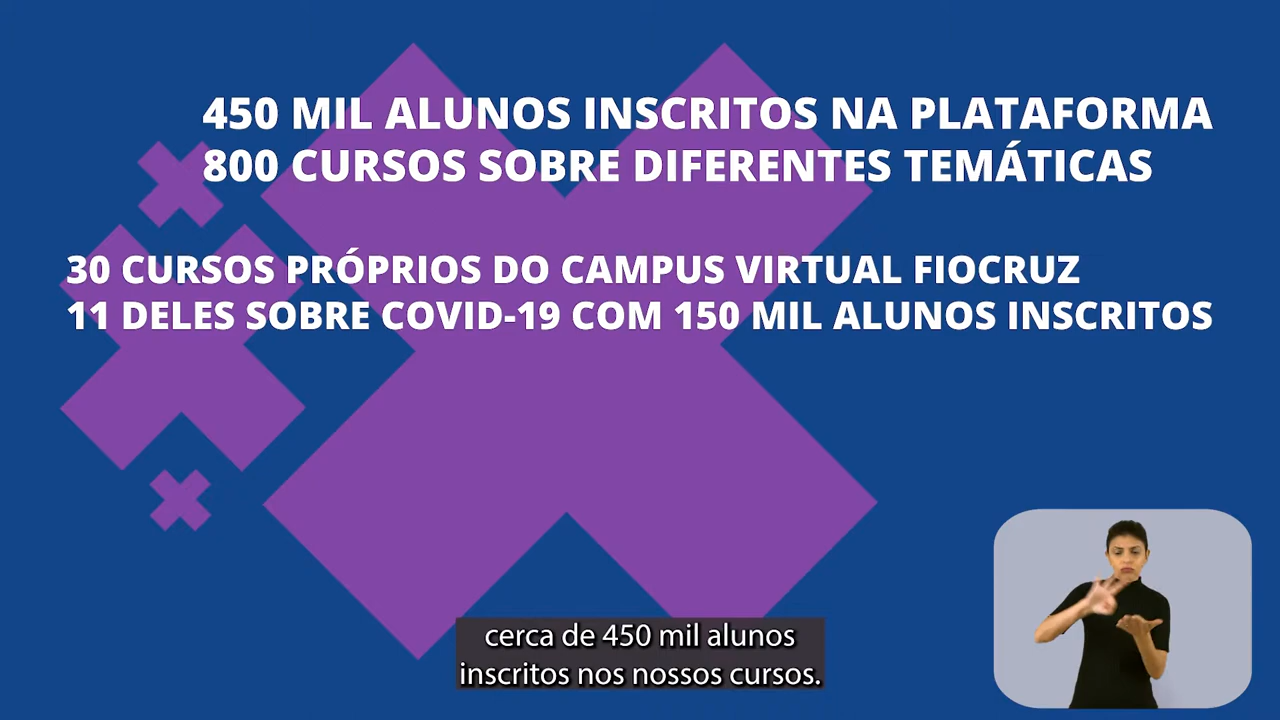 450 MIL ALUNOS INSCRITOS NA PLATAFORMA
800 CURSOS SOBRE DIFERENTES TEMÁTICAS
30 CURSOS PRÓPRIOS DO CAMPUS VIRTUAL FIOCRUZ
11 DELES SOBRE COVID-19 COM 150 MIL ALUNOS INSCRITOS
cerca de 450 mil alunos
inscritos nos nossos cursos.